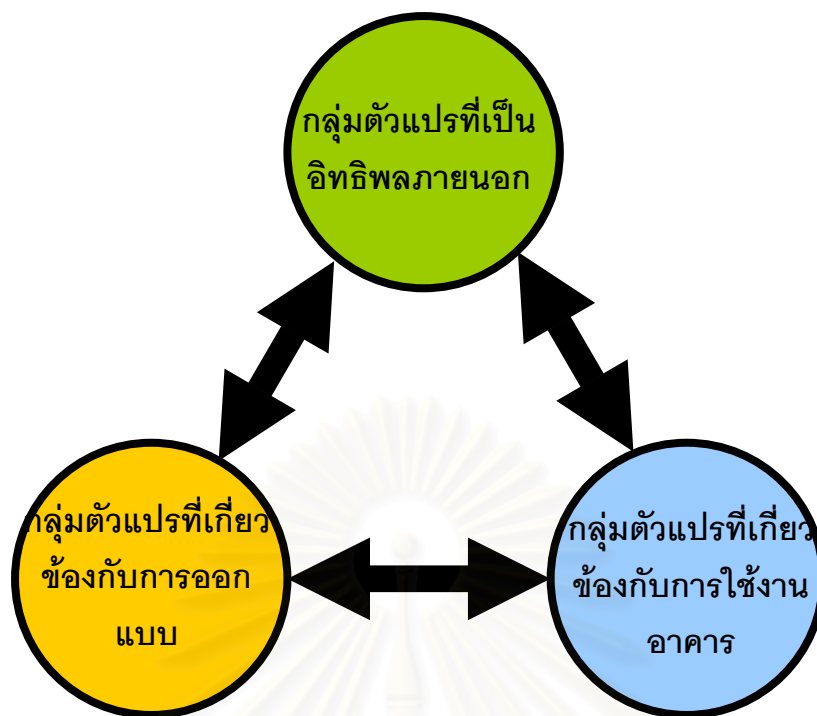 กลุ่มตัวแปรที่เป็น
อิทธิพลภายนอก
กลุ่มตัวแปรที่เกี่ยว
ข้องกับการออก
แบบ
กลุ่มตัวแปรที่เกี่ยว
ข้องกับการใช้งาน
อาคาร